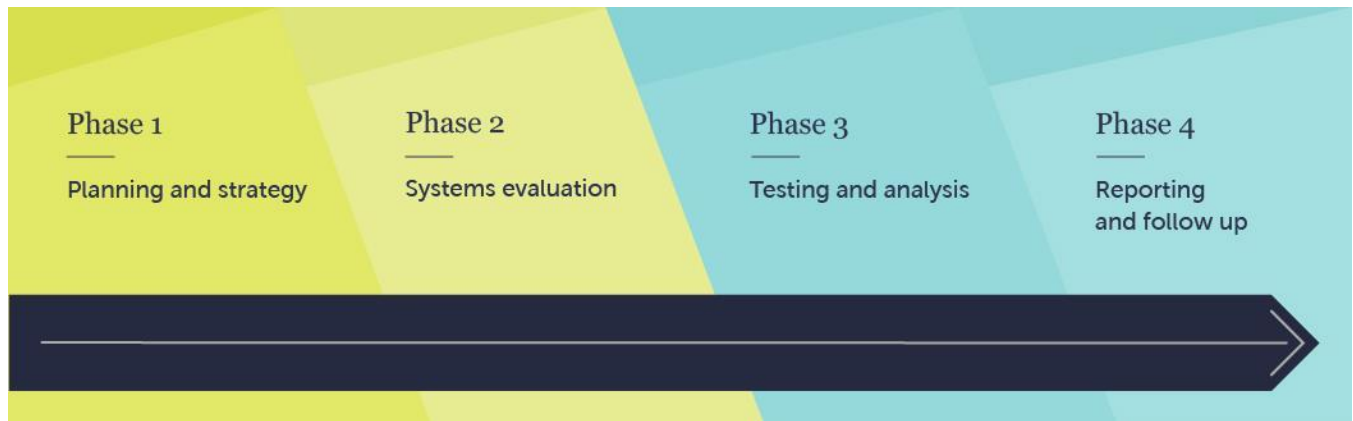 Phase 1
Planning and strategy
Phase 2
Systems evaluation
Phase 3
Testing and analysis
Phase 4
Reporting
and follow up